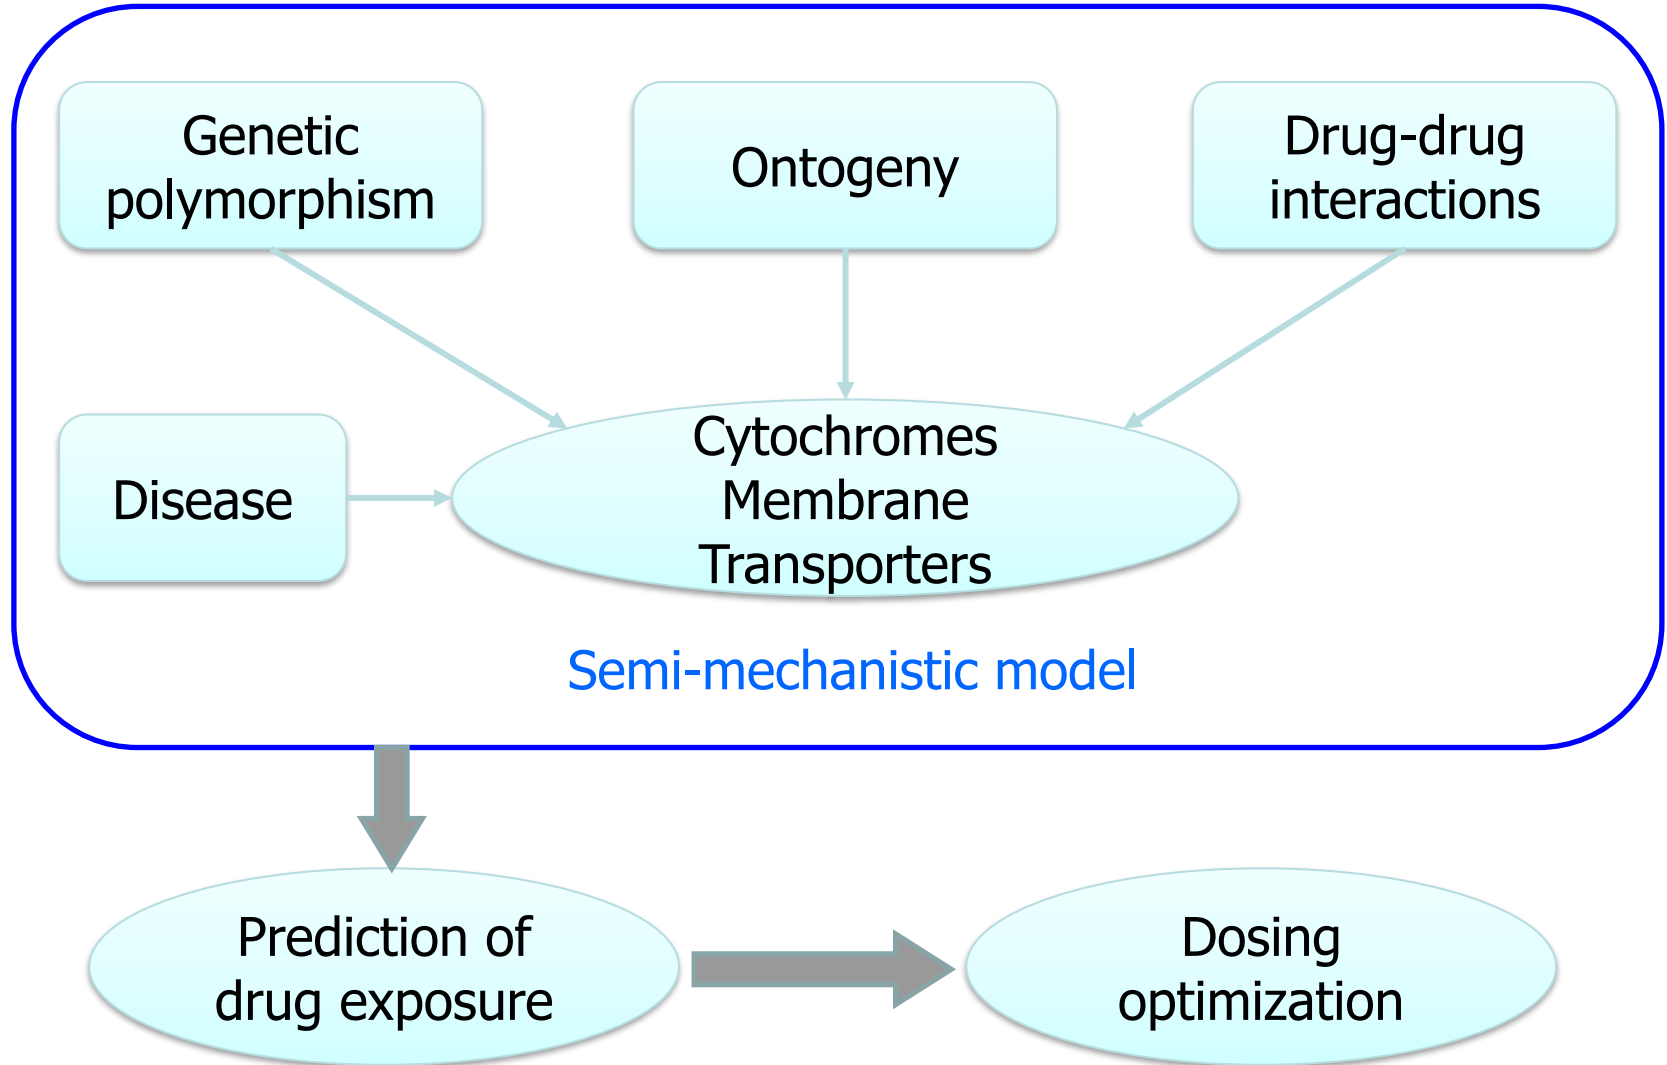 Genetic
polymorphism
Ontogeny
Drug-drug
interactions
Disease
Cytochromes
Membrane
Transporters
Semi-mechanistic model
Prediction of
drug exposure
Dosing
optimization